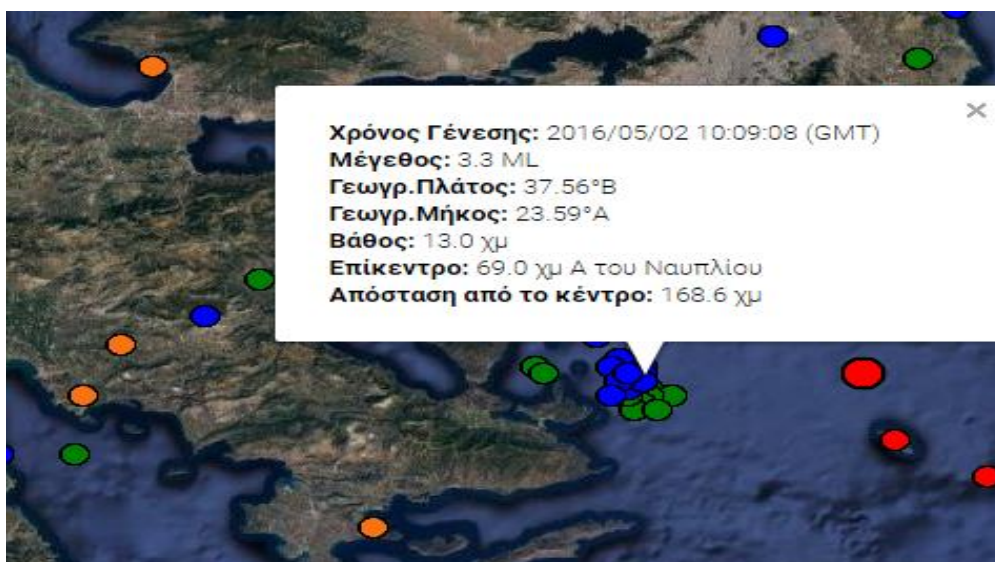 Χρόνος Γένεσης: 2016/05/02 10:09:08 (GMT)
Μέγεθος: 3.3 ML
Γεωγρ.Πλάτος: 37.56°Β
Γεωγρ.Μήκος: 23.59°Α
Βάθος: 13.0 χμ
Επίκεντρο: 69.0 χμ Α του Ναυπλίου
Απόσταση από το κέντρο: 168.6 χμ